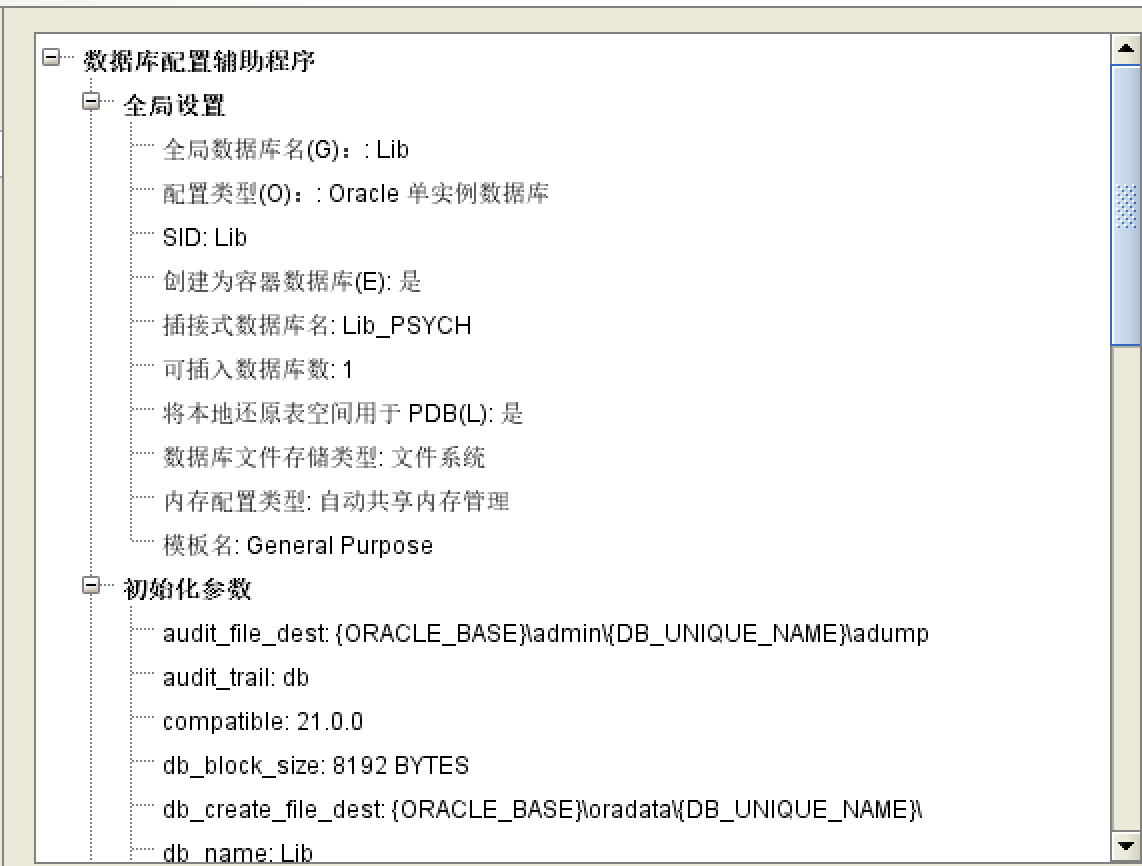 数据库配置辅助程序
全局设置
全局数据库名(G)：: Lib
配置类型(O)：: Oracle 单实例数据库
SID: Lib
创建为容器数据库(E): 是
插接式数据库名: Lib_PSYCH
可插入数据库数: 1
将本地还原表空间用于 PDB(L): 是
数据库文件存储类型: 文件系统
内存配置类型: 自动共享内存管理
模板名: General Purpose
初始化参数
audit_file_dest: {ORACLE_BASE}\admin\{DB_UNIQUE_NAME}\adump
audit_trail: db
compatible: 21.0.0
db_block_size: 8192 BYTES
db_create_file_dest: {ORACLE_BASE}\oradata\{DB_UNIQUE_NAME}\
db_name: Lib